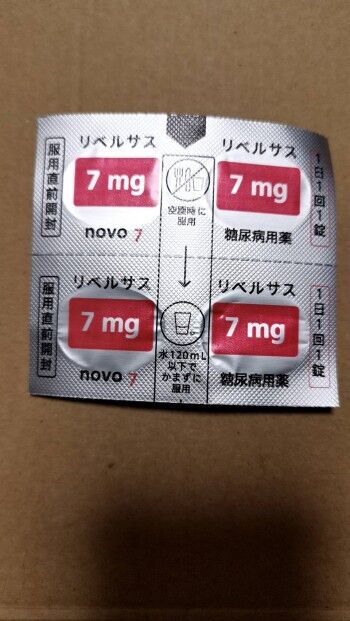 服用直前開封
リベルサス
7 mg
novo 7
空腹時に
服用
リベルサス
7 mg
糖尿病用薬
1日1回1錠
服用直前開封
リベルサス
7 mg
novo 7
水120mL
以下で
かまずに
服用
リベルサス
7 mg
糖尿病用薬
1日1回1錠